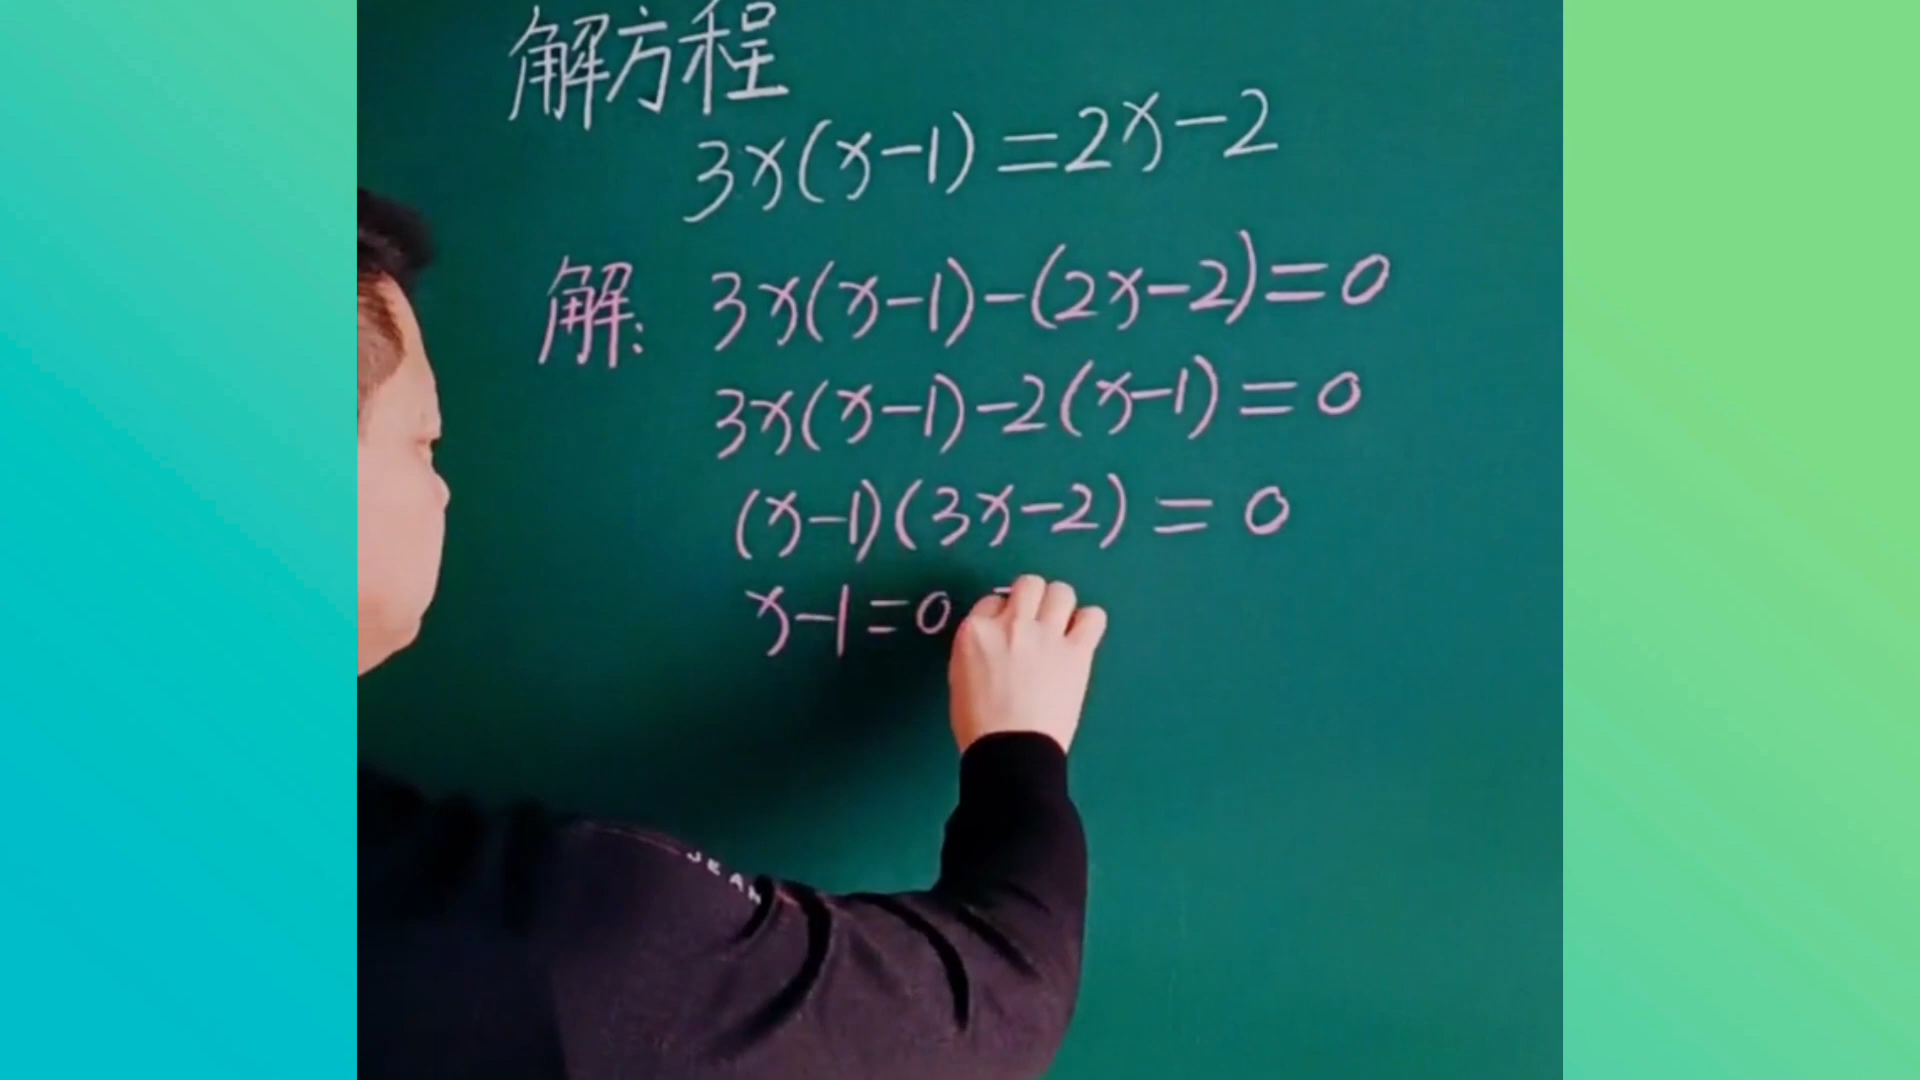 解方程
3x(x-1)=2x-2
解: 3x(x-1)-(2x-2)=0
3x(x-1)-2(x-1)=0
(x-1)(3x-2)=0
x-1=0
JEAN